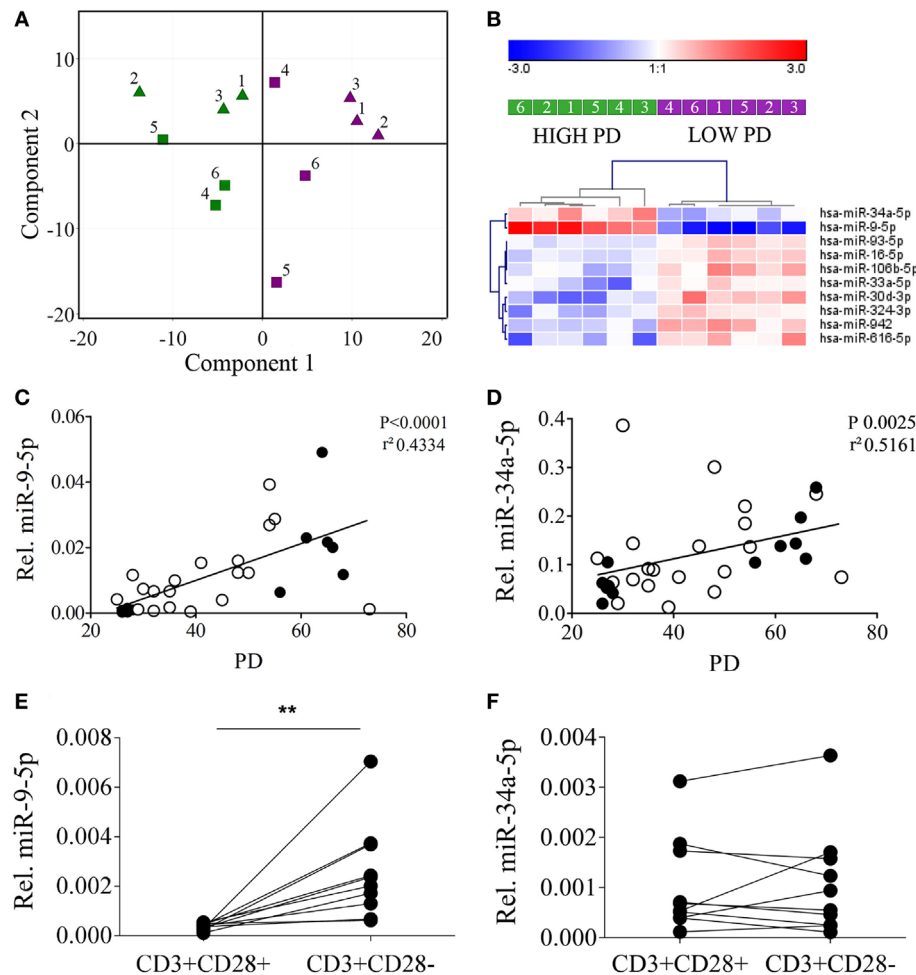 A
Component 2
10
0
-10
-20
-20 -10 0 10 20
Component 1
2
3
1
5
6
4
4
3
1
2
6
5
B
-3.0 1:1 3.0
6 2 1 5 4 3 4 6 1 5 2 3
HIGH PD LOW PD
hsa-miR-34a-5p
hsa-miR-9-5p
hsa-miR-93-5p
hsa-miR-16-5p
hsa-miR-106b-5p
hsa-miR-33a-5p
hsa-miR-30d-3p
hsa-miR-324-3p
hsa-miR-942
hsa-miR-616-5p
C
Rel. miR-9-5p
0.06
0.04
0.02
0.00
20 40 60 80
PD
P<0.0001
r² 0.4334
D
Rel. miR-34a-5p
0.4
0.3
0.2
0.1
0.0
20 40 60 80
PD
P 0.0025
r² 0.5161
E
Rel. miR-9-5p
0.008
0.006
0.004
0.002
0.000
**
CD3+CD28+ CD3+CD28-
F
Rel. miR-34a-5p
0.004
0.003
0.002
0.001
0.000
CD3+CD28+ CD3+CD28-